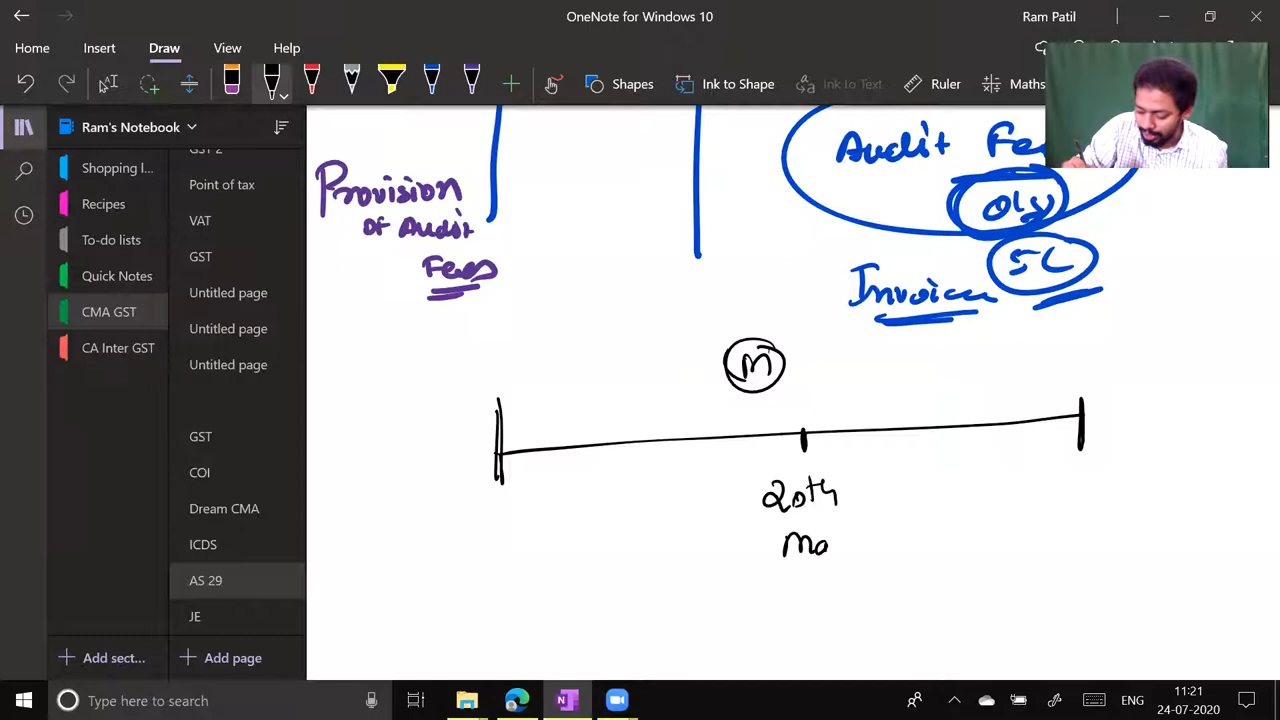 OneNote for Windows 10
Ram Patil
Home Insert Draw View Help
Shapes Ink to Shape Ink to Text Ruler Maths
Ram's Notebook
Shopping l...
Recipes
To-do lists
Quick Notes
CMA GST
CA Inter GST
GST 2
Point of tax
VAT
GST
Untitled page
Untitled page
Untitled page
GST
COI
Dream CMA
ICDS
AS 29
JE
Add sect...
Add page
Provision
of Audit
Fees
Audit
5L
Invoice
M
20th
Ma
Type here to search
ENG
11:21
24-07-2020